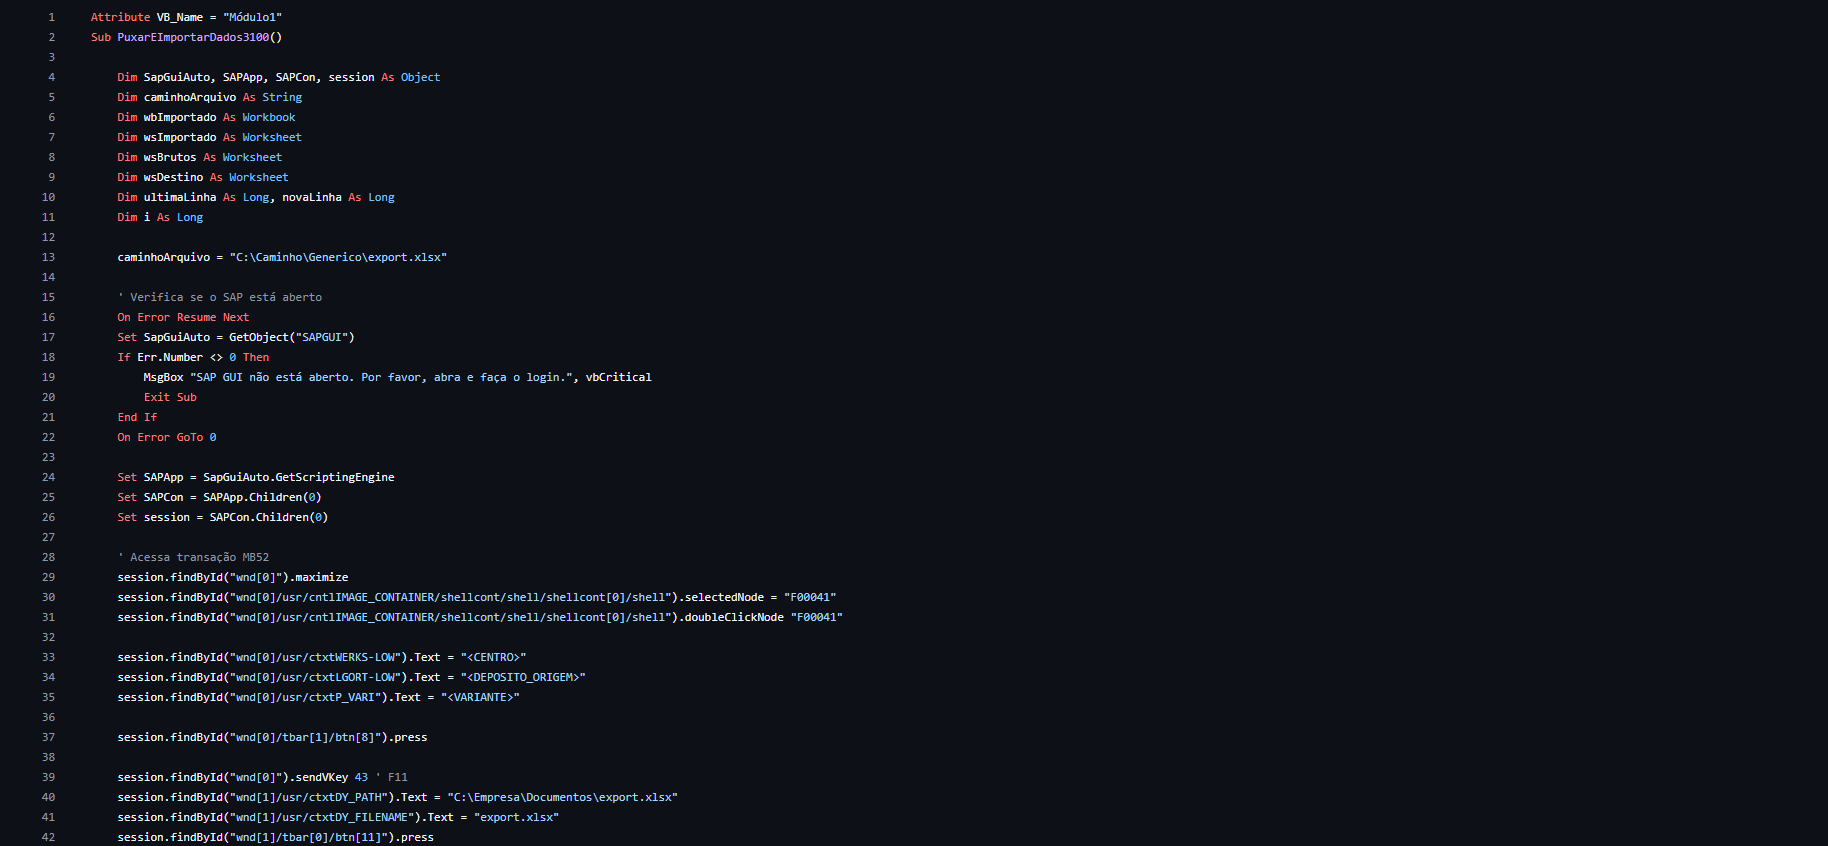 1 Attribute VB_Name = "Módulo1"
2 Sub PuxarEImportarDados3100()
3
4 Dim SapGuiAuto, SAPApp, SAPCon, session As Object
5 Dim caminhoArquivo As String
6 Dim wbImportado As Workbook
7 Dim wsImportado As Worksheet
8 Dim wsBrutos As Worksheet
9 Dim wsDestino As Worksheet
10 Dim ultimaLinha As Long, novaLinha As Long
11 Dim i As Long
12
13 caminhoArquivo = "C:\Caminho\Generico\export.xlsx"
14
15 ' Verifica se o SAP está aberto
16 On Error Resume Next
17 Set SapGuiAuto = GetObject("SAPGUI")
18 If Err.Number <> 0 Then
19 MsgBox "SAP GUI não está aberto. Por favor, abra e faça o login.", vbCritical
20 Exit Sub
21 End If
22 On Error GoTo 0
23
24 Set SAPApp = SapGuiAuto.GetScriptingEngine
25 Set SAPCon = SAPApp.Children(0)
26 Set session = SAPCon.Children(0)
27
28 ' Acessa transação MB52
29 session.findById("wnd[0]").maximize
30 session.findById("wnd[0]/usr/cntlIMAGE_CONTAINER/shellcont/shell/shellcont[0]/shell").selectedNode = "F00041"
31 session.findById("wnd[0]/usr/cntlIMAGE_CONTAINER/shellcont/shell/shellcont[0]/shell").doubleClickNode "F00041"
32
33 session.findById("wnd[0]/usr/ctxtWERKS-LOW").Text = "<CENTRO>"
34 session.findById("wnd[0]/usr/ctxtLGORT-LOW").Text = "<DEPOSITO_ORIGEM>"
35 session.findById("wnd[0]/usr/ctxtP_VARI").Text = "<VARIANTE>"
36
37 session.findById("wnd[0]/tbar[1]/btn[8]").press
38
39 session.findById("wnd[0]").sendVKey 43 ' F11
40 session.findById("wnd[1]/usr/ctxtDY_PATH").Text = "C:\Empresa\Documentos\export.xlsx"
41 session.findById("wnd[1]/usr/ctxtDY_FILENAME").Text = "export.xlsx"
42 session.findById("wnd[1]/tbar[0]/btn[11]").press